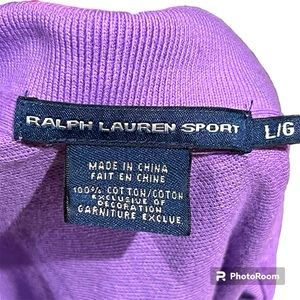 RALPH LAUREN SPORT
L/G
MADE IN CHINA
FAIT EN CHINE
100% COTTON/COTON
EXCLUSIVE OF
DECORATION
GARNITURE EXCLUE
PhotoRoom